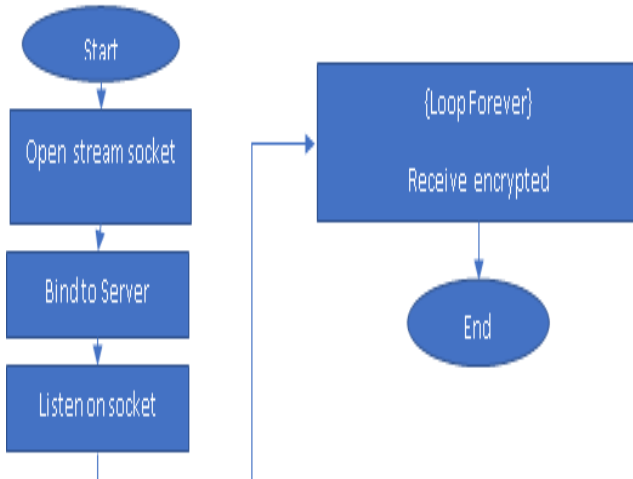 Start
Open stream socket
Bind to Server
Listen on socket
{Loop Forever}
Receive encrypted
End